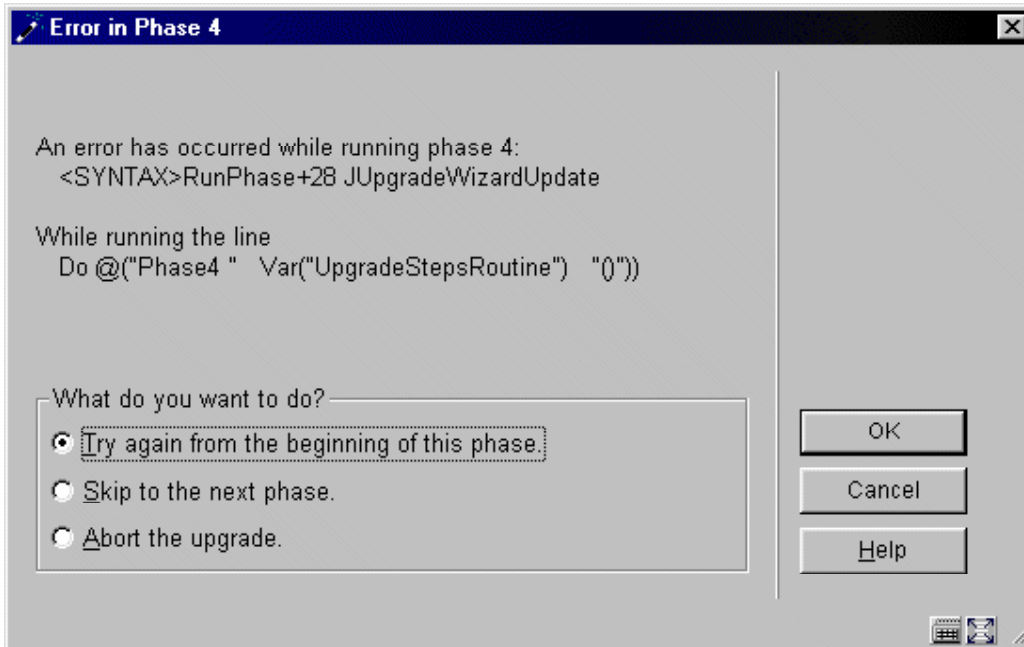 Error in Phase 4
An error has occurred while running phase 4:
<SYNTAX>RunPhase+28 JUpgradeWizardUpdate
While running the line
Do @("Phase4 " Var("UpgradeStepsRoutine") "()"))
What do you want to do?
Try again from the beginning of this phase.
Skip to the next phase.
Abort the upgrade.
OK
Cancel
Help